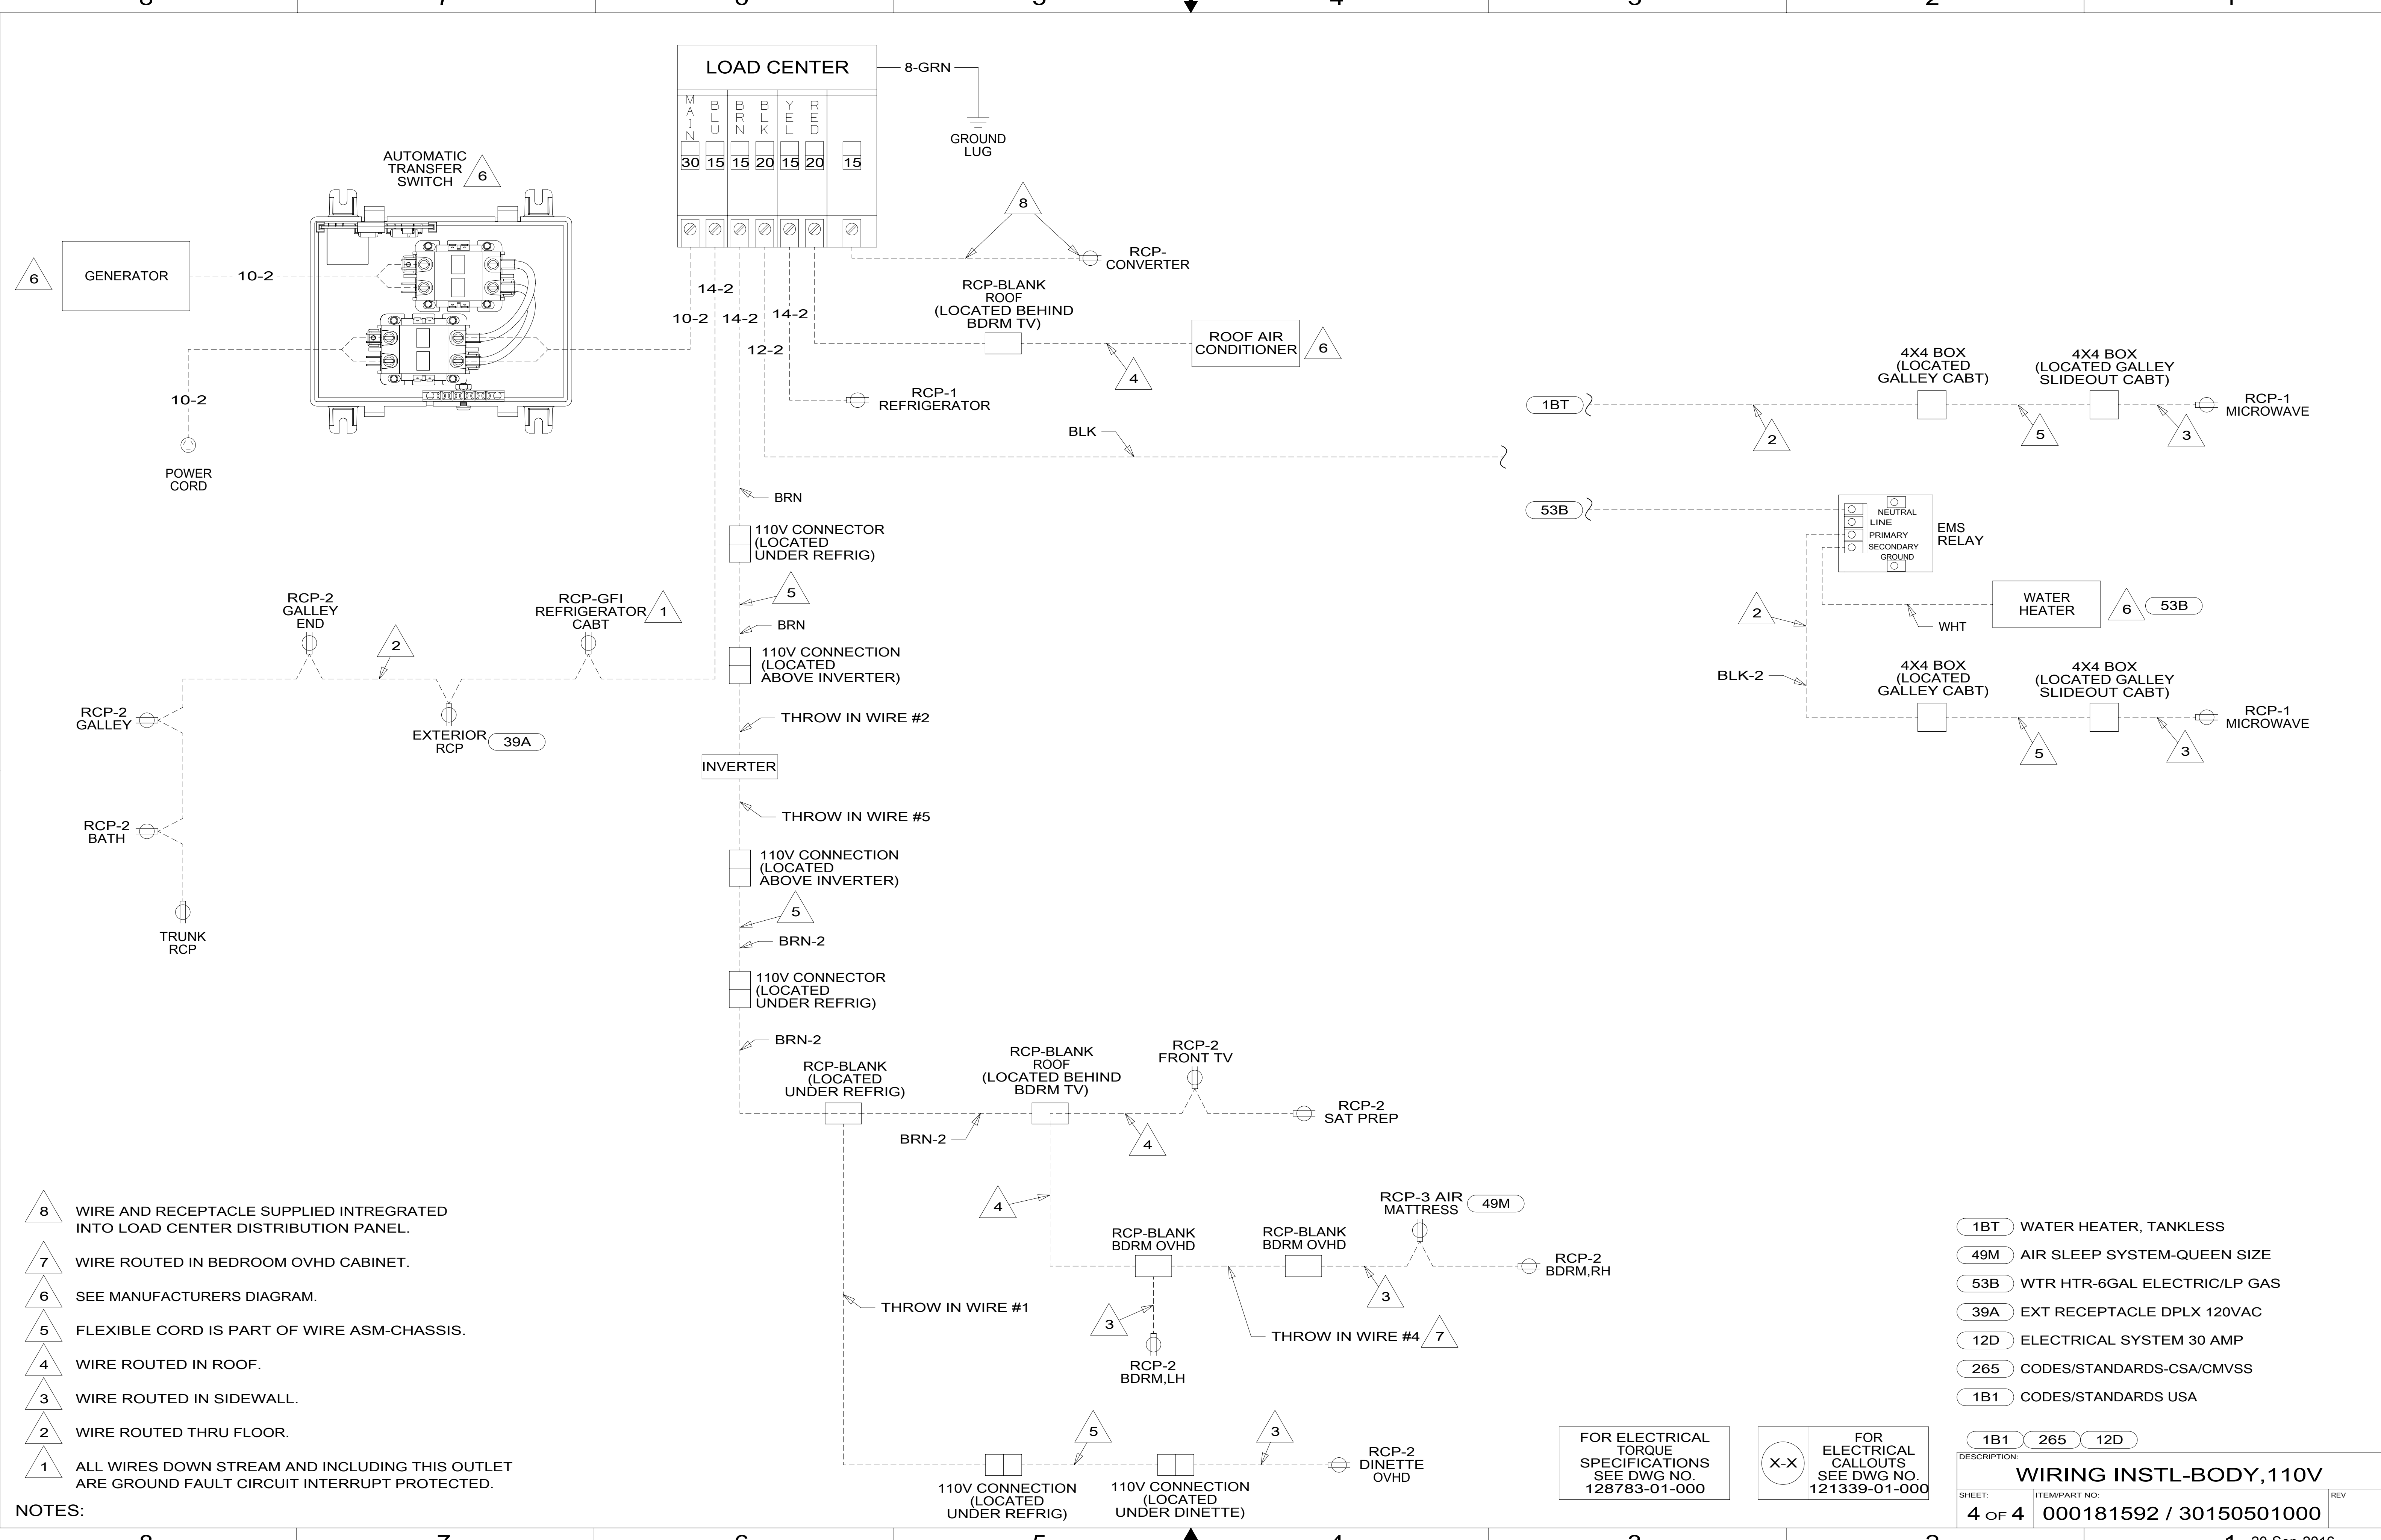 LOAD CENTER
8-GRN
GROUND
LUG
MAIN
BLU
BRN
BLK
YEL
RED
30
15
15
20
15
20
15
AUTOMATIC
TRANSFER
SWITCH
6
6
GENERATOR
10-2
10-2
POWER
CORD
14-2
10-2
14-2
14-2
12-2
8
RCP-
CONVERTER
RCP-BLANK
ROOF
(LOCATED BEHIND
BDRM TV)
ROOF AIR
CONDITIONER
6
4
RCP-1
REFRIGERATOR
BLK
1BT
2
4X4 BOX
(LOCATED
GALLEY CABT)
5
4X4 BOX
(LOCATED GALLEY
SLIDEOUT CABT)
3
RCP-1
MICROWAVE
53B
NEUTRAL
LINE
PRIMARY
SECONDARY
GROUND
EMS
RELAY
WATER
HEATER
6
53B
WHT
2
BLK-2
4X4 BOX
(LOCATED
GALLEY CABT)
5
4X4 BOX
(LOCATED GALLEY
SLIDEOUT CABT)
3
RCP-1
MICROWAVE
BRN
110V CONNECTOR
(LOCATED
UNDER REFRIG)
5
BRN
110V CONNECTION
(LOCATED
ABOVE INVERTER)
THROW IN WIRE #2
INVERTER
THROW IN WIRE #5
110V CONNECTION
(LOCATED
ABOVE INVERTER)
5
BRN-2
110V CONNECTOR
(LOCATED
UNDER REFRIG)
BRN-2
RCP-2
GALLEY
END
2
RCP-GFI
REFRIGERATOR
CABT
1
RCP-2
GALLEY
EXTERIOR
RCP
39A
RCP-2
BATH
TRUNK
RCP
RCP-BLANK
(LOCATED
UNDER REFRIG)
BRN-2
RCP-BLANK
ROOF
(LOCATED BEHIND
BDRM TV)
4
RCP-2
FRONT TV
RCP-2
SAT PREP
4
RCP-BLANK
BDRM OVHD
RCP-BLANK
BDRM OVHD
RCP-3 AIR
MATTRESS
49M
RCP-2
BDRM,RH
3
3
THROW IN WIRE #4
7
RCP-2
BDRM,LH
THROW IN WIRE #1
110V CONNECTION
(LOCATED
UNDER REFRIG)
5
110V CONNECTION
(LOCATED
UNDER DINETTE)
3
RCP-2
DINETTE
OVHD
8 WIRE AND RECEPTACLE SUPPLIED INTREGRATED
INTO LOAD CENTER DISTRIBUTION PANEL.
7 WIRE ROUTED IN BEDROOM OVHD CABINET.
6 SEE MANUFACTURERS DIAGRAM.
5 FLEXIBLE CORD IS PART OF WIRE ASM-CHASSIS.
4 WIRE ROUTED IN ROOF.
3 WIRE ROUTED IN SIDEWALL.
2 WIRE ROUTED THRU FLOOR.
1 ALL WIRES DOWN STREAM AND INCLUDING THIS OUTLET
ARE GROUND FAULT CIRCUIT INTERRUPT PROTECTED.
NOTES:
1BT WATER HEATER, TANKLESS
49M AIR SLEEP SYSTEM-QUEEN SIZE
53B WTR HTR-6GAL ELECTRIC/LP GAS
39A EXT RECEPTACLE DPLX 120VAC
12D ELECTRICAL SYSTEM 30 AMP
265 CODES/STANDARDS-CSA/CMVSS
1B1 CODES/STANDARDS USA
FOR ELECTRICAL
TORQUE
SPECIFICATIONS
SEE DWG NO.
128783-01-000
X-X
FOR
ELECTRICAL
CALLOUTS
SEE DWG NO.
121339-01-000
1B1 265 12D
DESCRIPTION:
WIRING INSTL-BODY,110V
SHEET:
4 OF 4
ITEM/PART NO:
000181592 / 30150501000
REV